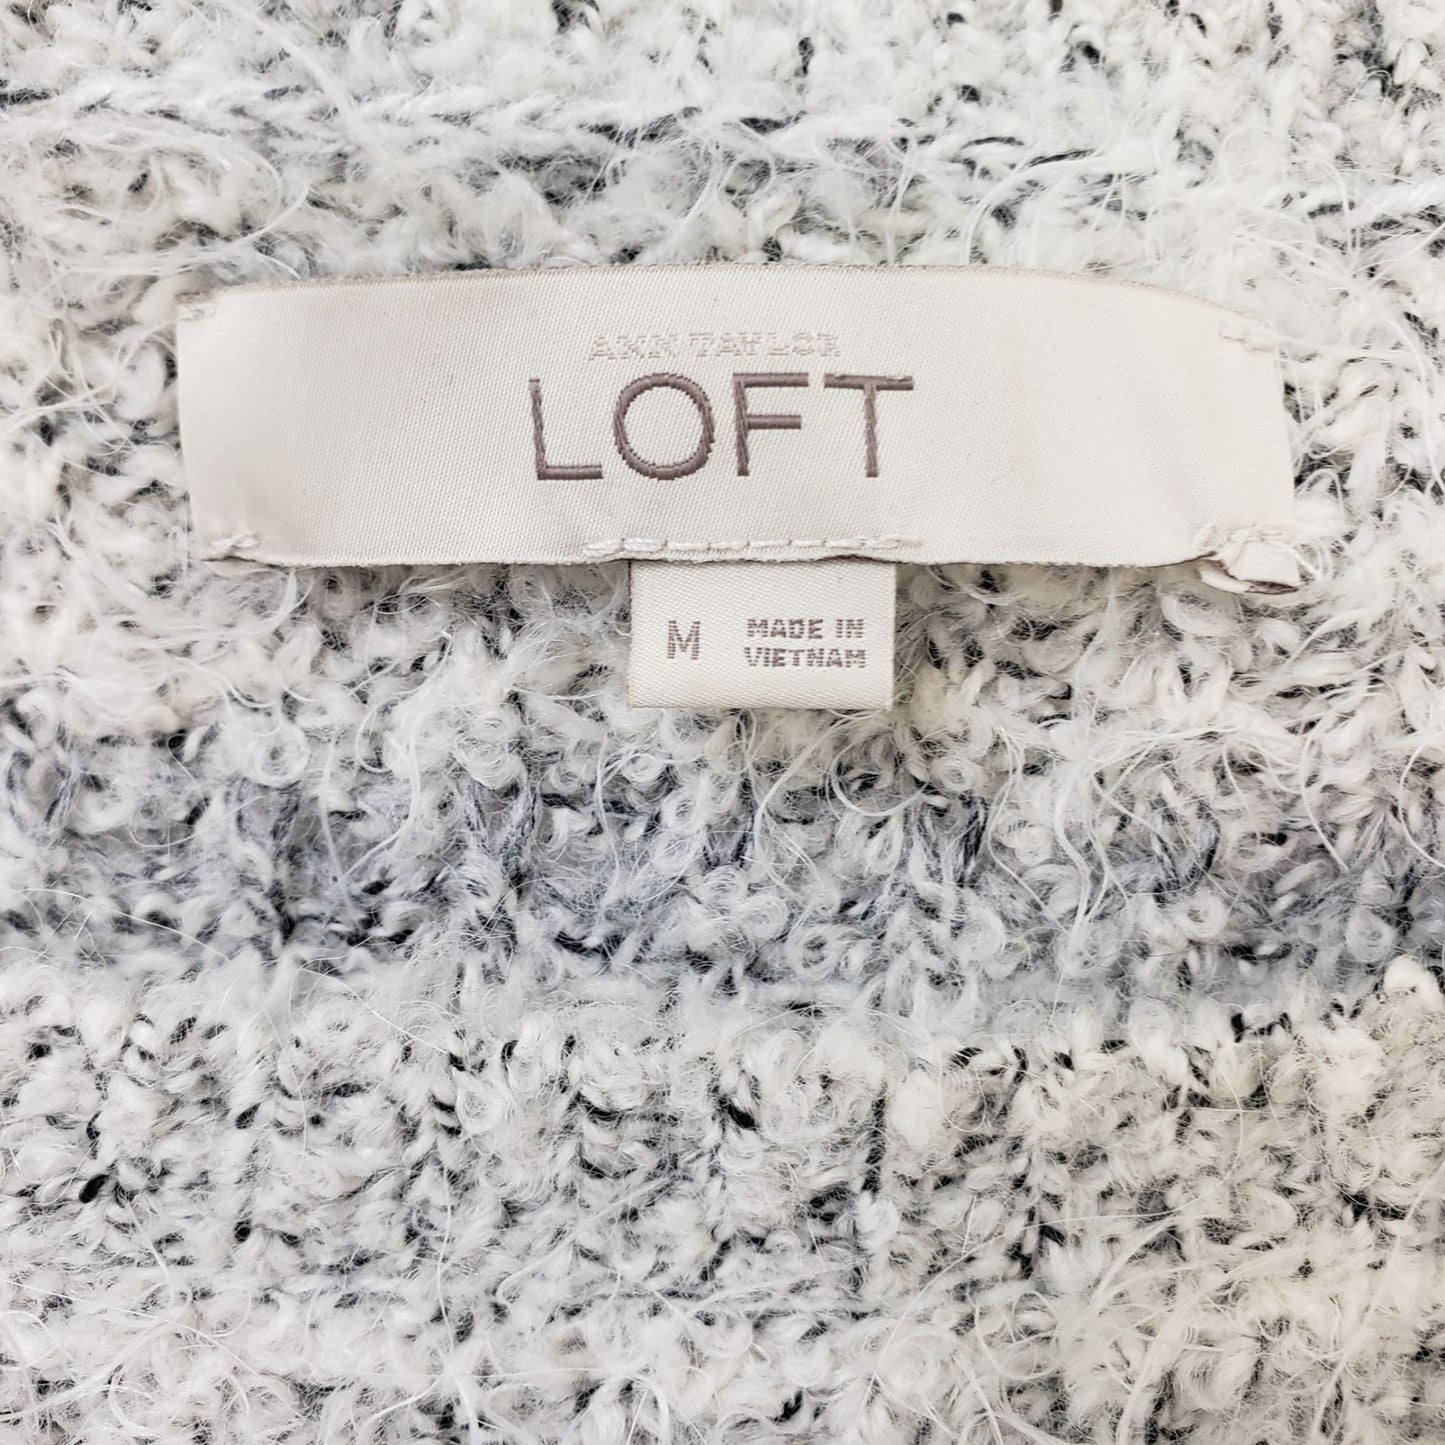 ANN TAYLOR
LOFT
M
MADE IN
VIETNAM